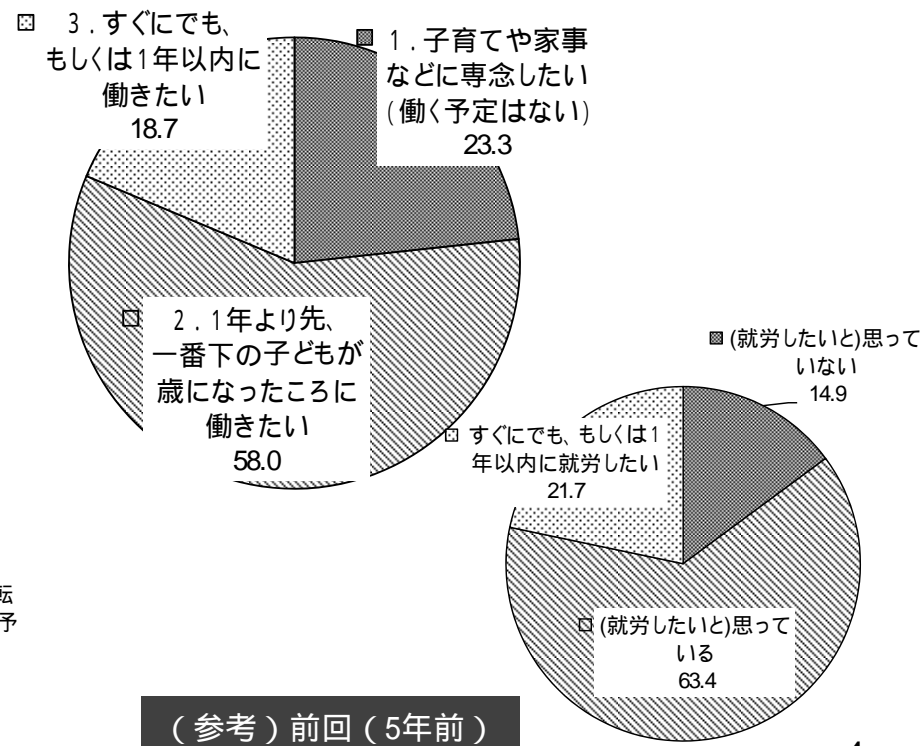 3．すぐにでも、
もしくは1年以内に
働きたい
18.7
1．子育てや家事
などに専念したい
(働く予定はない)
23.3
2．1年より先、
一番下の子どもが
歳になったころに
働きたい
58.0
(就労したいと)思って
いない
14.9
すぐにでも、もしくは1
年以内に就労したい
21.7
(就労したいと)思って
いる
63.4
転
予
（参考）前回（5年前）